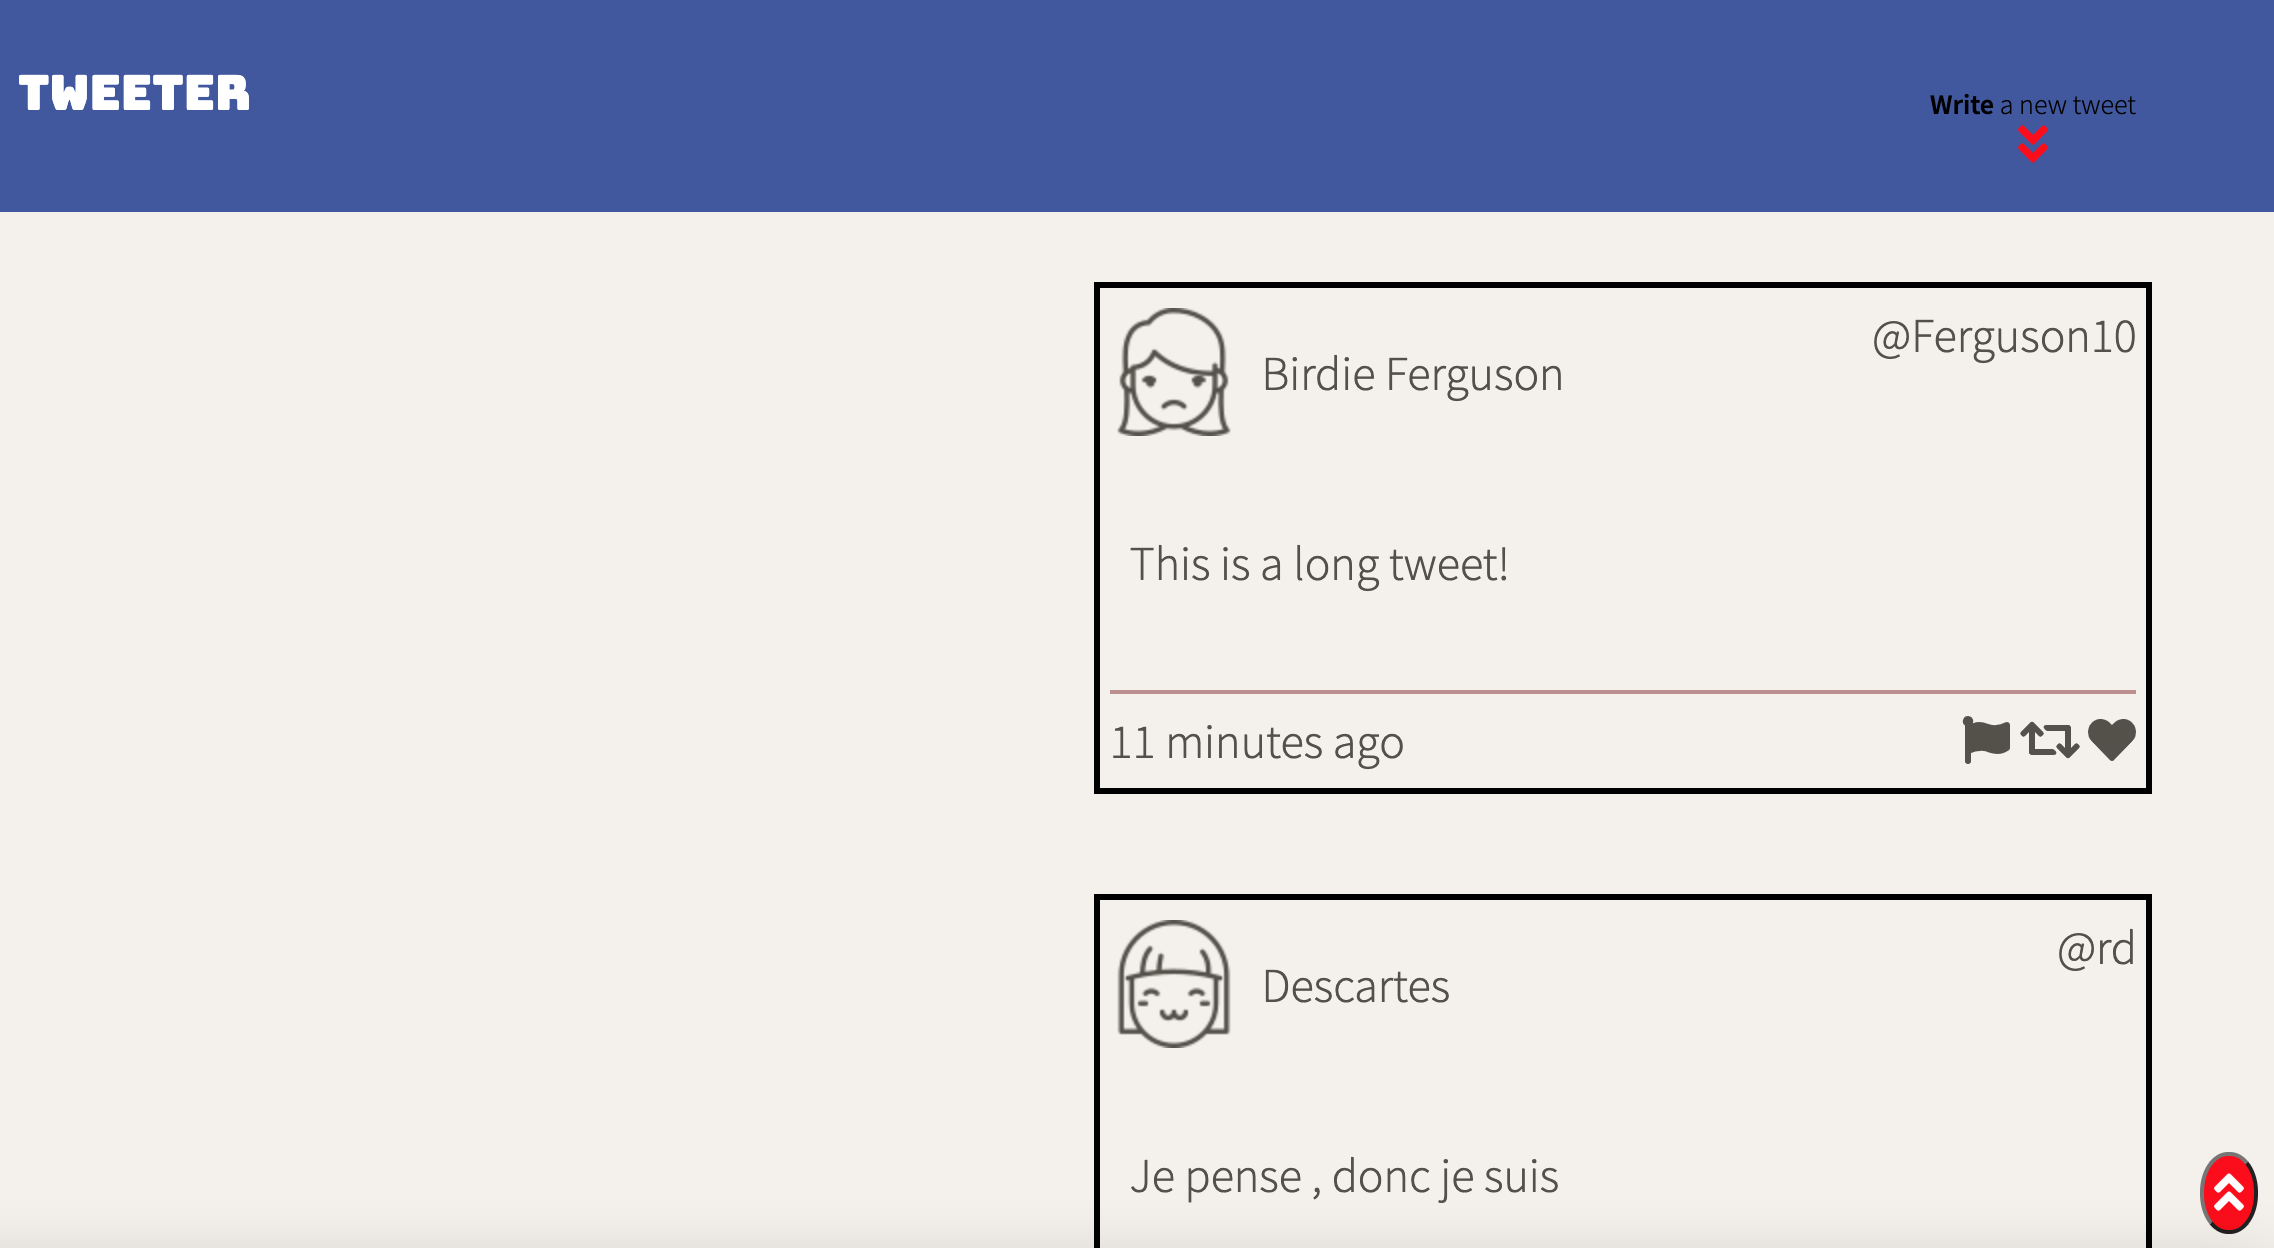 TWEETER
Write a new tweet
Birdie Ferguson
@Ferguson10
This is a long tweet!
11 minutes ago
Descartes
@rd
Je pense , donc je suis